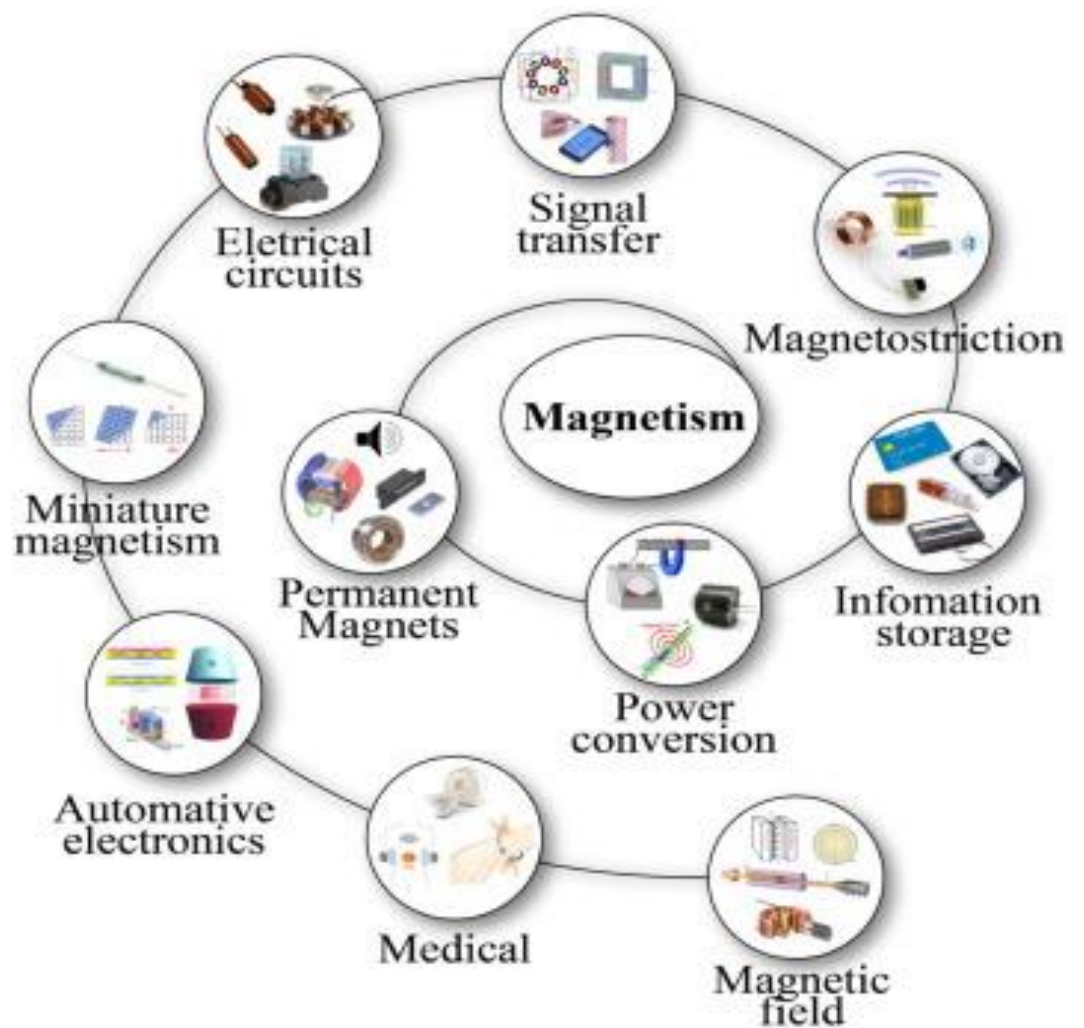 Signal
transfer
Eletrical
circuits
Magnetostriction
Magnetism
Miniature
magnetism
Permanent
Magnets
Infomation
storage
Power
conversion
Automative
electronics
Medical
Magnetic
field